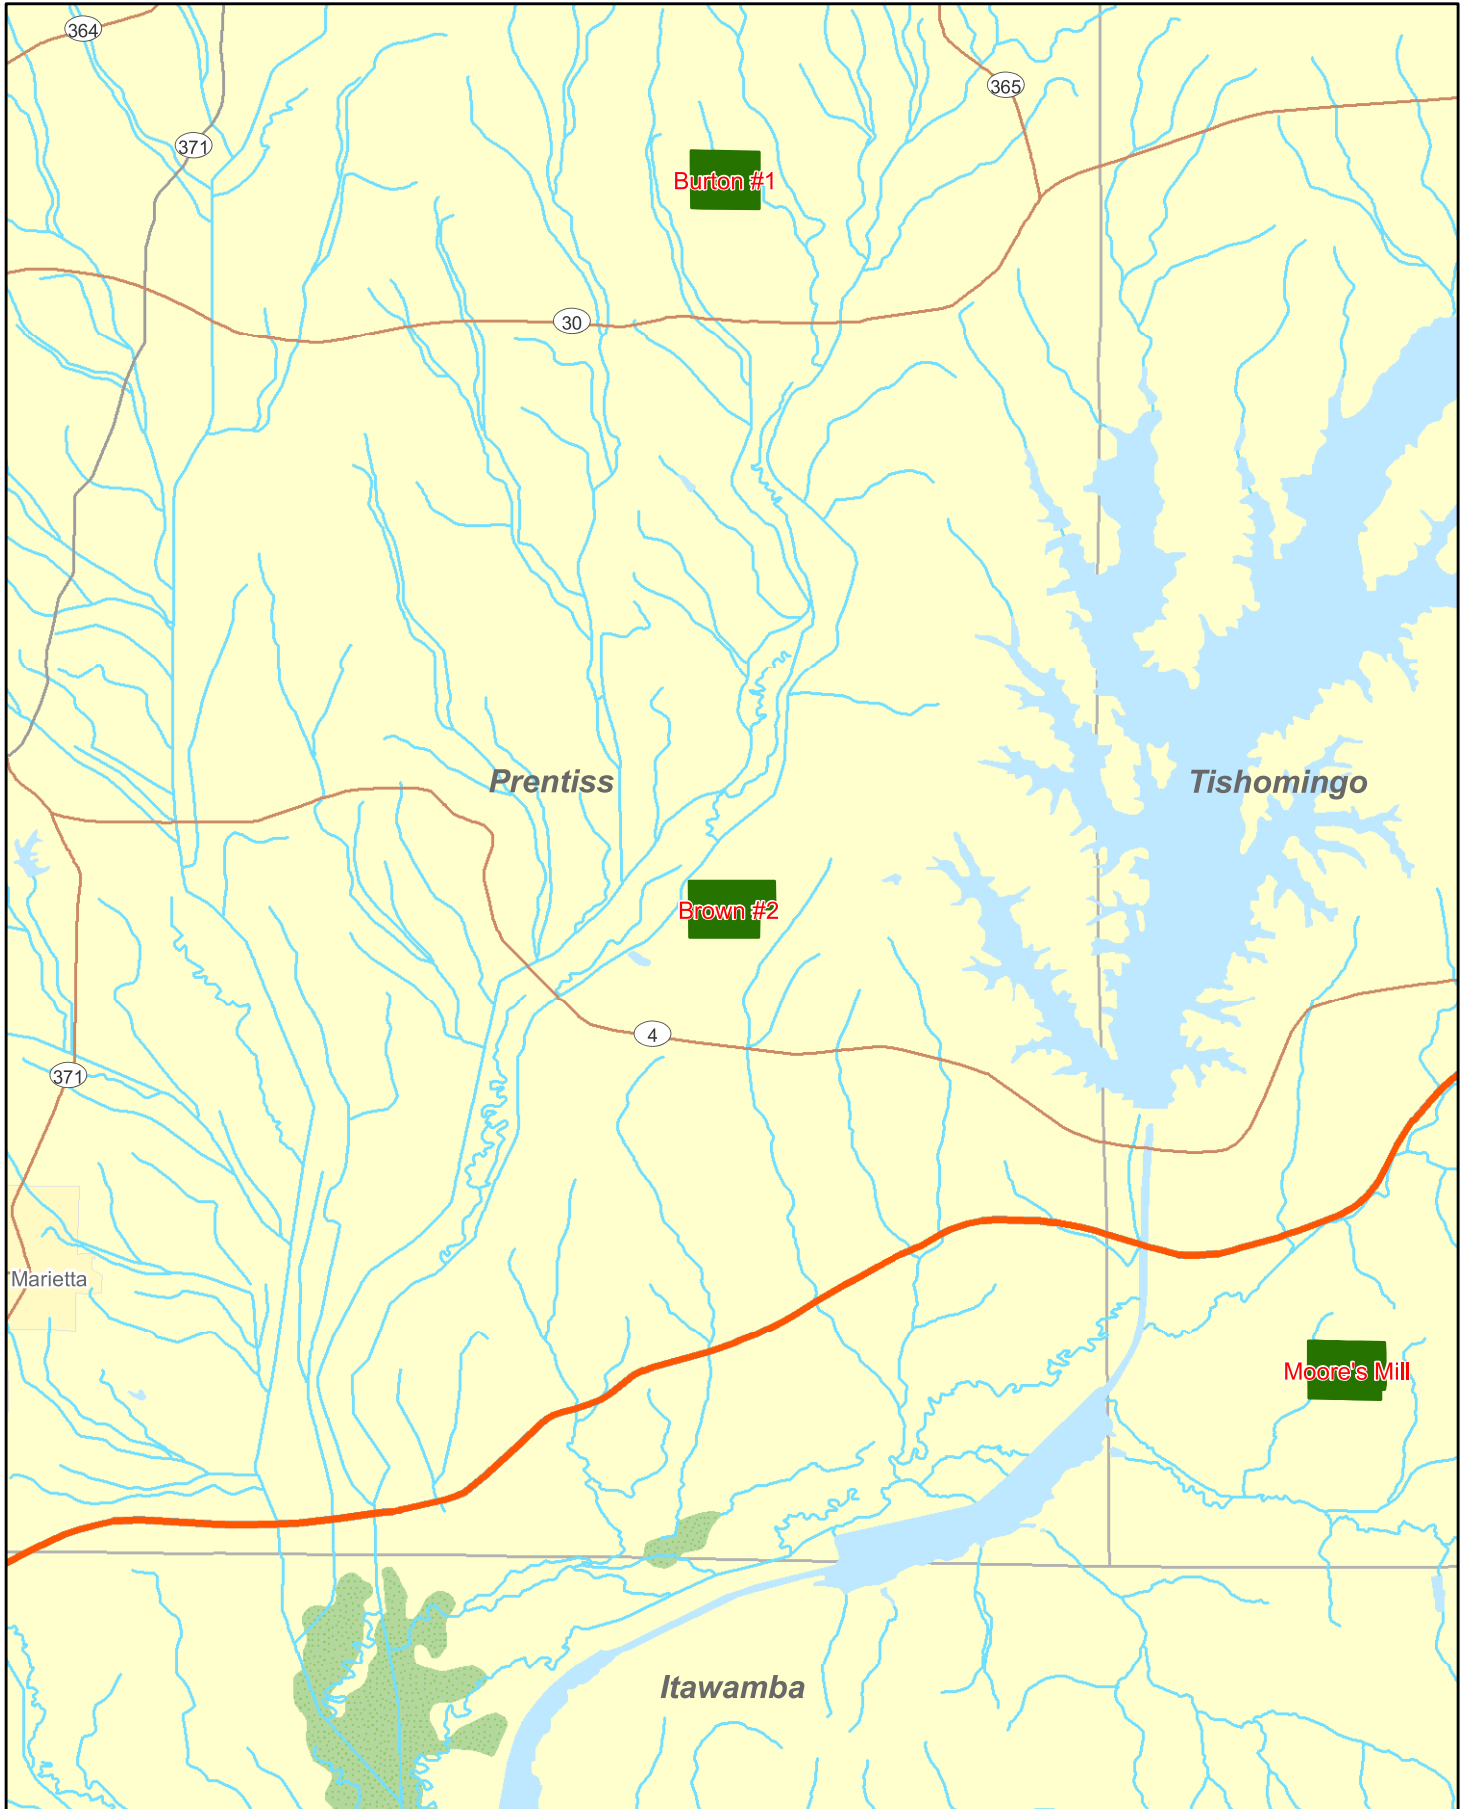 364
365
371
Burton #1
30
Prentiss
Tishomingo
Brown #2
4
371
Marietta
Moore's Mill
Itawamba